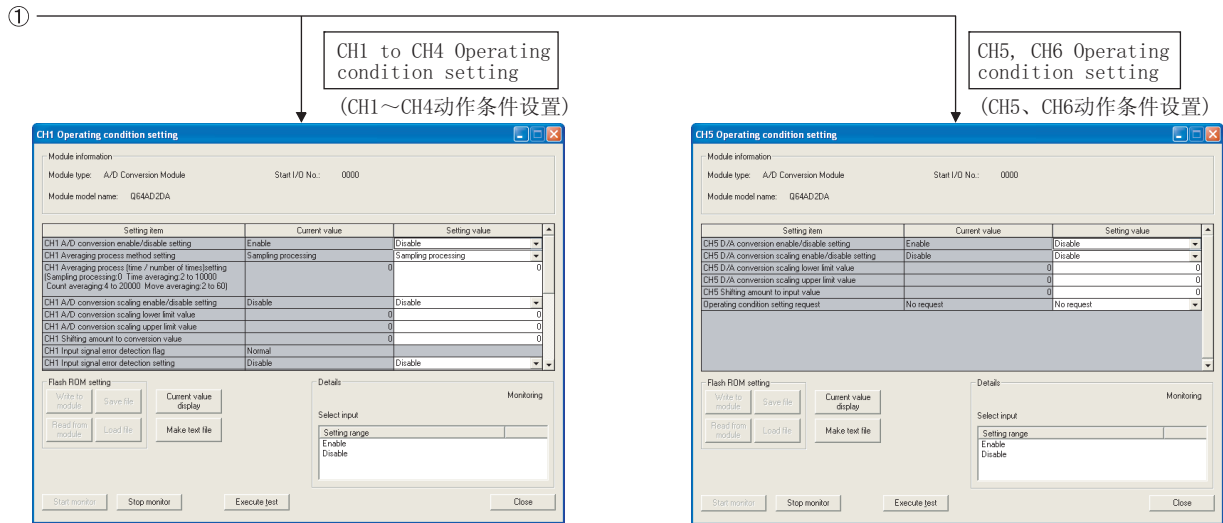 ①
CH1 to CH4 Operating
condition setting
(CH1～CH4动作条件设置)
CH1 Operating condition setting
Module information
Module type: A/D Conversion Module Start I/O No.: 0000
Module model name: Q64AD2DA
Setting item Current value Setting value
CH1 A/D conversion enable/disable setting Enable Disable
CH1 Averaging process method setting Sampling processing Sampling processing
CH1 Averaging process (time / number of times)setting 0 0
(Sampling processing:0 Time averaging:2 to 10000
Count averaging:4 to 20000 Move averaging:2 to 60)
CH1 A/D conversion scaling enable/disable setting Disable Disable
CH1 A/D conversion scaling lower limit value 0 0
CH1 A/D conversion scaling upper limit value 0 0
CH1 Shifting amount to conversion value 0 0
CH1 Input signal error detection flag Normal
CH1 Input signal error detection setting Disable Disable
Flash ROM setting
Write to
module
Save file
Current value
display
Read from
module
Load file
Make text file
Details
Monitoring
Select input
Setting range
Enable
Disable
Start monitor Stop monitor Execute test Close
CH5, CH6 Operating
condition setting
(CH5、CH6动作条件设置)
CH5 Operating condition setting
Module information
Module type: A/D Conversion Module Start I/O No.: 0000
Module model name: Q64AD2DA
Setting item Current value Setting value
CH5 D/A conversion enable/disable setting Enable Disable
CH5 D/A conversion scaling enable/disable setting Disable Disable
CH5 D/A conversion scaling lower limit value 0 0
CH5 D/A conversion scaling upper limit value 0 0
CH5 Shifting amount to input value 0 0
Operating condition setting request No request No request
Flash ROM setting
Write to
module
Save file
Current value
display
Read from
module
Load file
Make text file
Details
Monitoring
Select input
Setting range
Enable
Disable
Start monitor Stop monitor Execute test Close